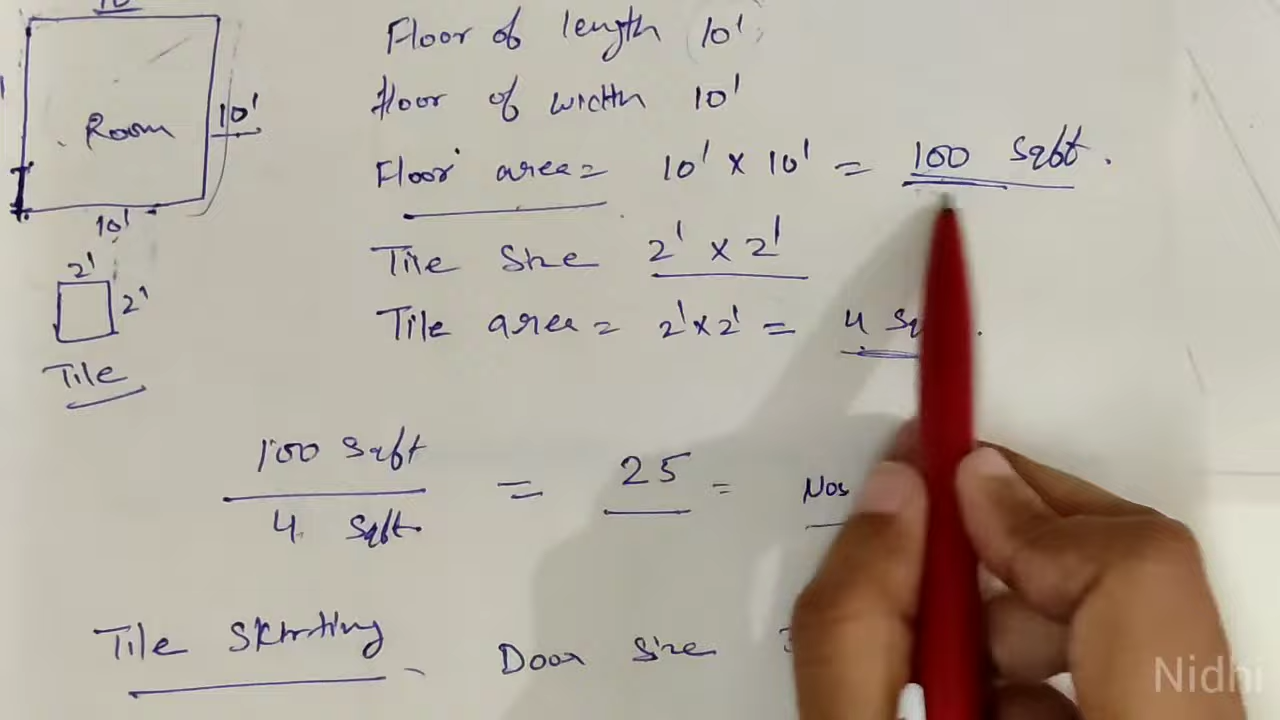 10'
Room
10'
10'
2'
2'
Tile
Floor of length 10'
floor of width 10'
Floor area = 10' x 10' = 100 Sqft.
Tile Size 2' x 2'
Tile area = 2' x 2' = 4
100 Sqft
4 Sqft.
= 25 = Nos
Tile Skirting - Door Size
Nidhi